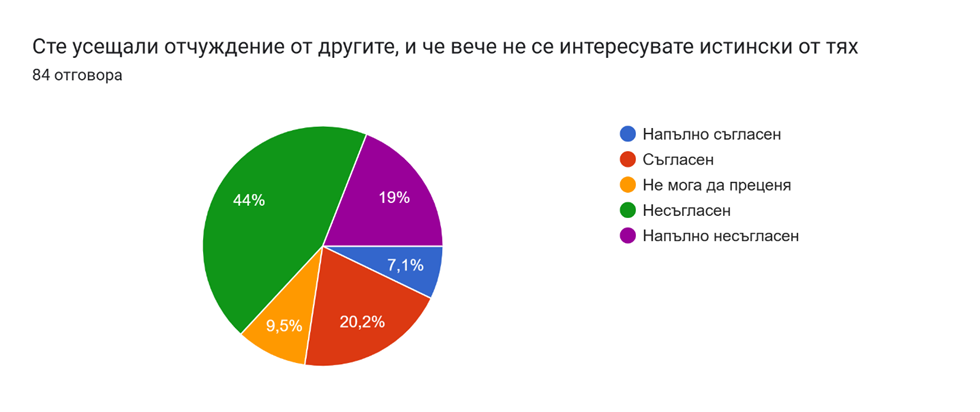 Сте усещали отчуждение от другите, и че вече не се интересувате истински от тях
84 отговора
44%
19%
7,1%
20,2%
9,5%
Напълно съгласен
Съгласен
Не мога да преценя
Несъгласен
Напълно несъгласен